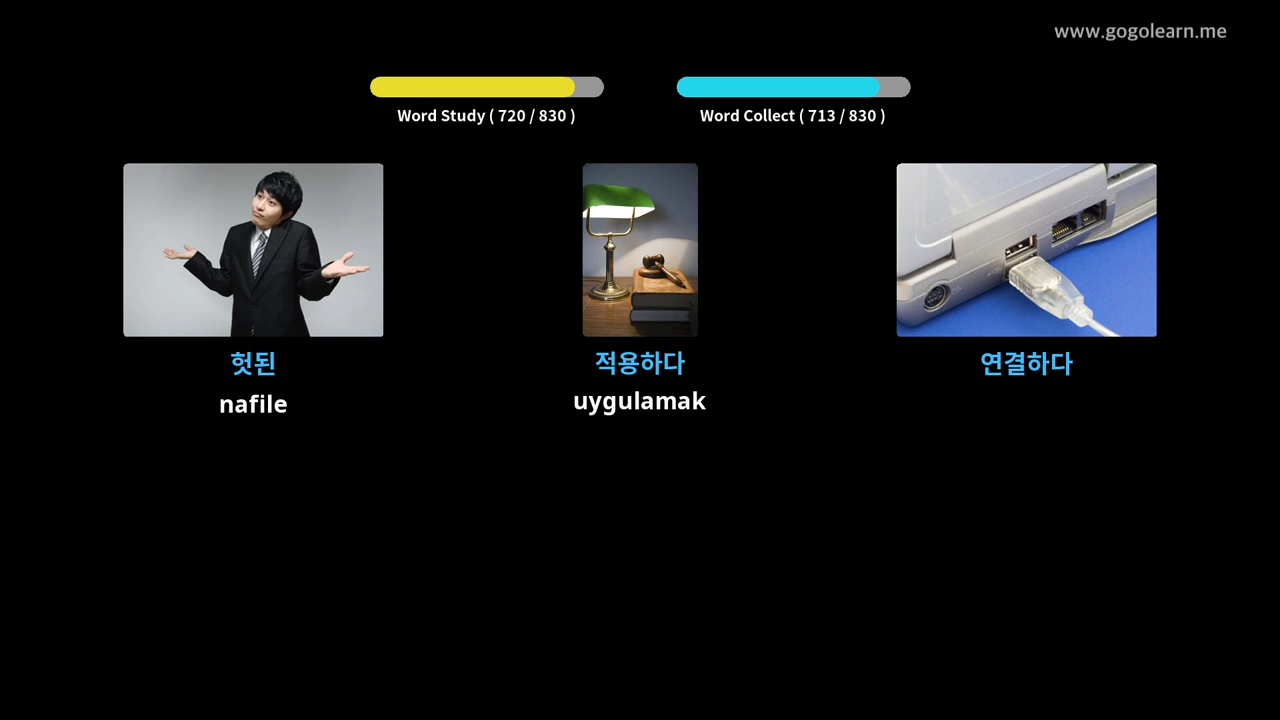 www.gogolearn.me
Word Study ( 720 / 830 )
Word Collect ( 713 / 830 )
헛된
적용하다
연결하다
nafile
uygulamak